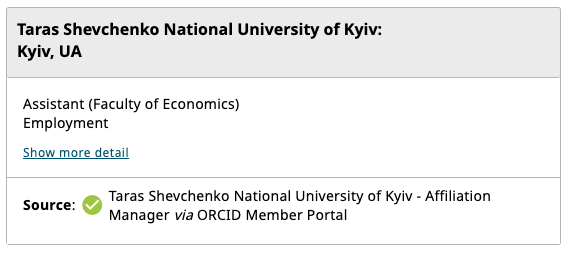 Taras Shevchenko National University of Kyiv:
Kyiv, UA
Assistant (Faculty of Economics)
Employment
Show more detail
Source: Taras Shevchenko National University of Kyiv - Affiliation
Manager via ORCID Member Portal